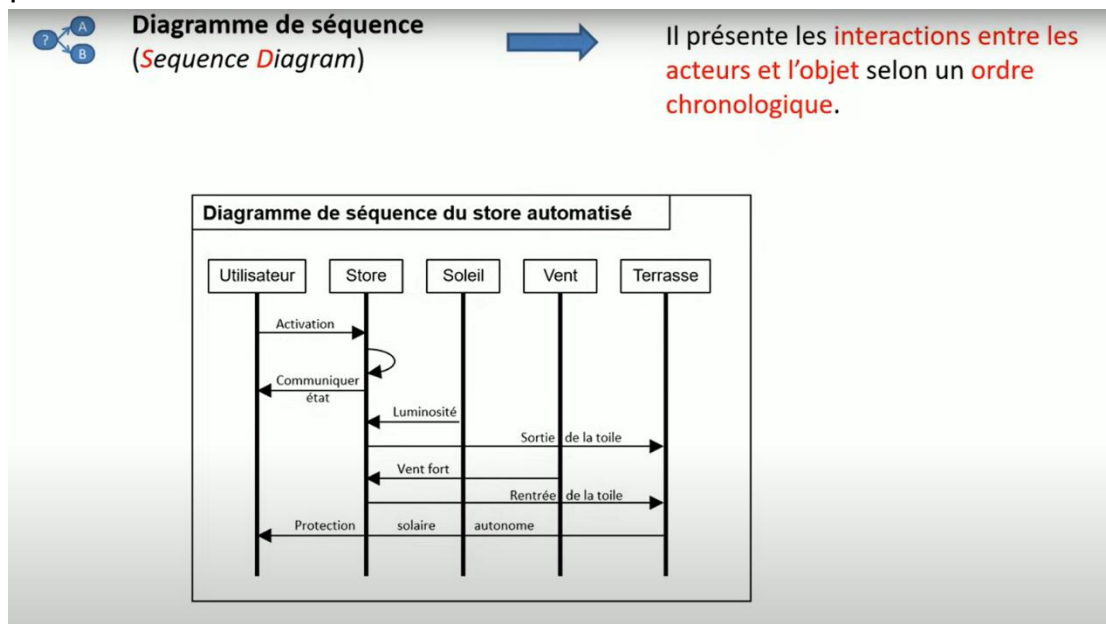 ?
A
B
Diagramme de séquence
(Sequence Diagram)
Il présente les interactions entre les
acteurs et l’objet selon un ordre
chronologique.
Diagramme de séquence du store automatisé
Utilisateur Store Soleil Vent Terrasse
Activation
Communiquer
état
Luminosité
Sortie de la toile
Vent fort
Rentrée de la toile
Protection solaire autonome